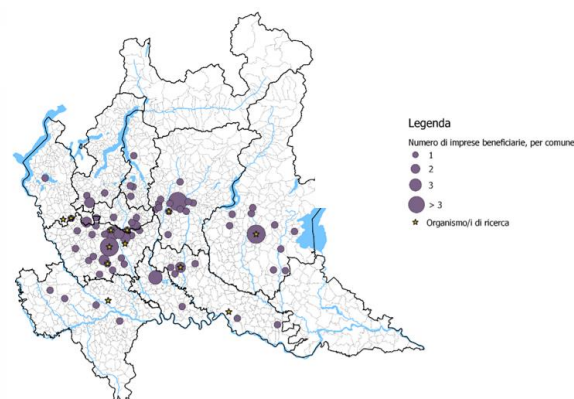 Legenda
Numero di imprese beneficiarie, per comune
1
2
3
> 3
Organismo/i di ricerca